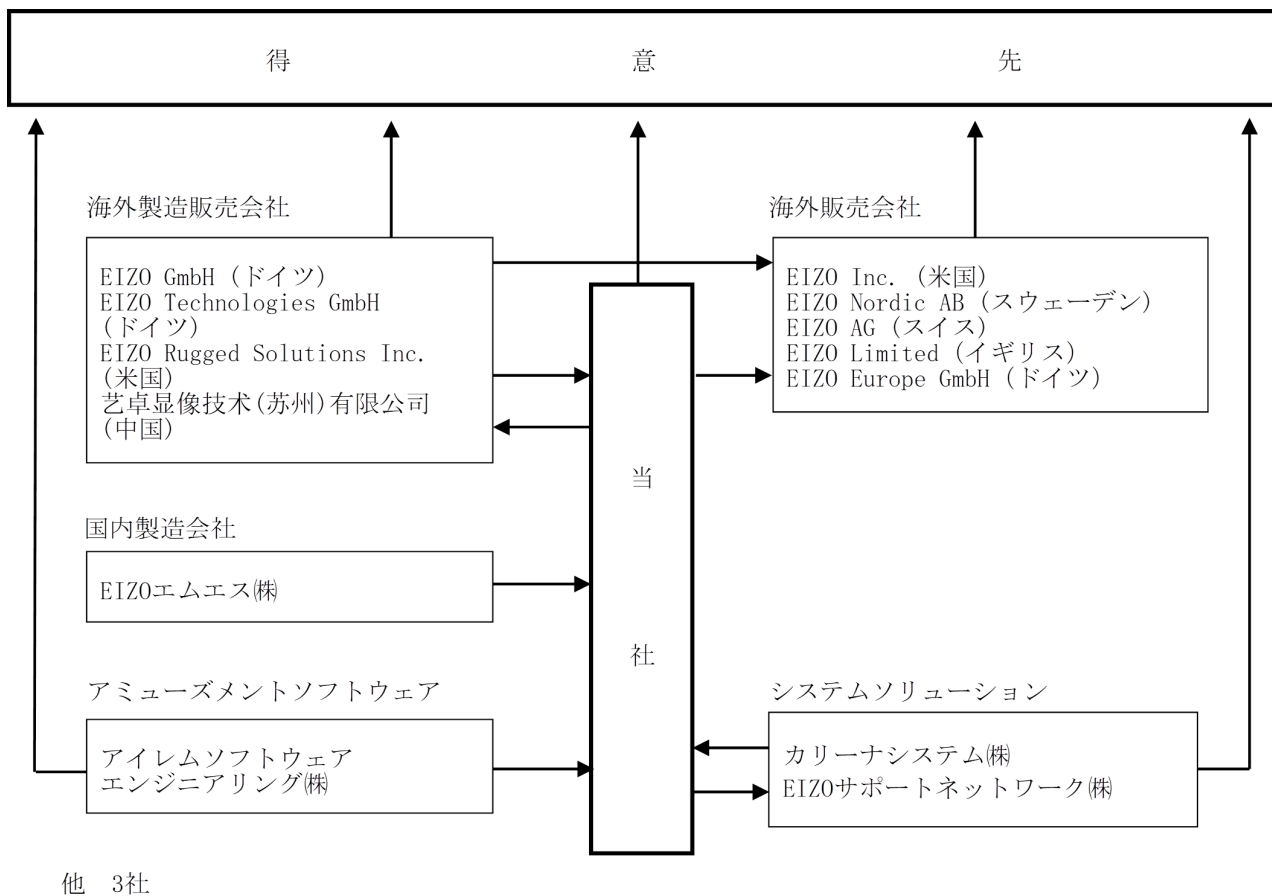 得 意 先
海外製造販売会社
EIZO GmbH (ドイツ)
EIZO Technologies GmbH
(ドイツ)
EIZO Rugged Solutions Inc.
(米国)
艺卓显像技术(苏州)有限公司
(中国)
海外販売会社
EIZO Inc. (米国)
EIZO Nordic AB (スウェーデン)
EIZO AG (スイス)
EIZO Limited (イギリス)
EIZO Europe GmbH (ドイツ)
当
社
国内製造会社
EIZOエムエス㈱
アミューズメントソフトウェア
アイレムソフトウェア
エンジニアリング㈱
システムソリューション
カリーナシステム㈱
EIZOサポートネットワーク㈱
他 3社